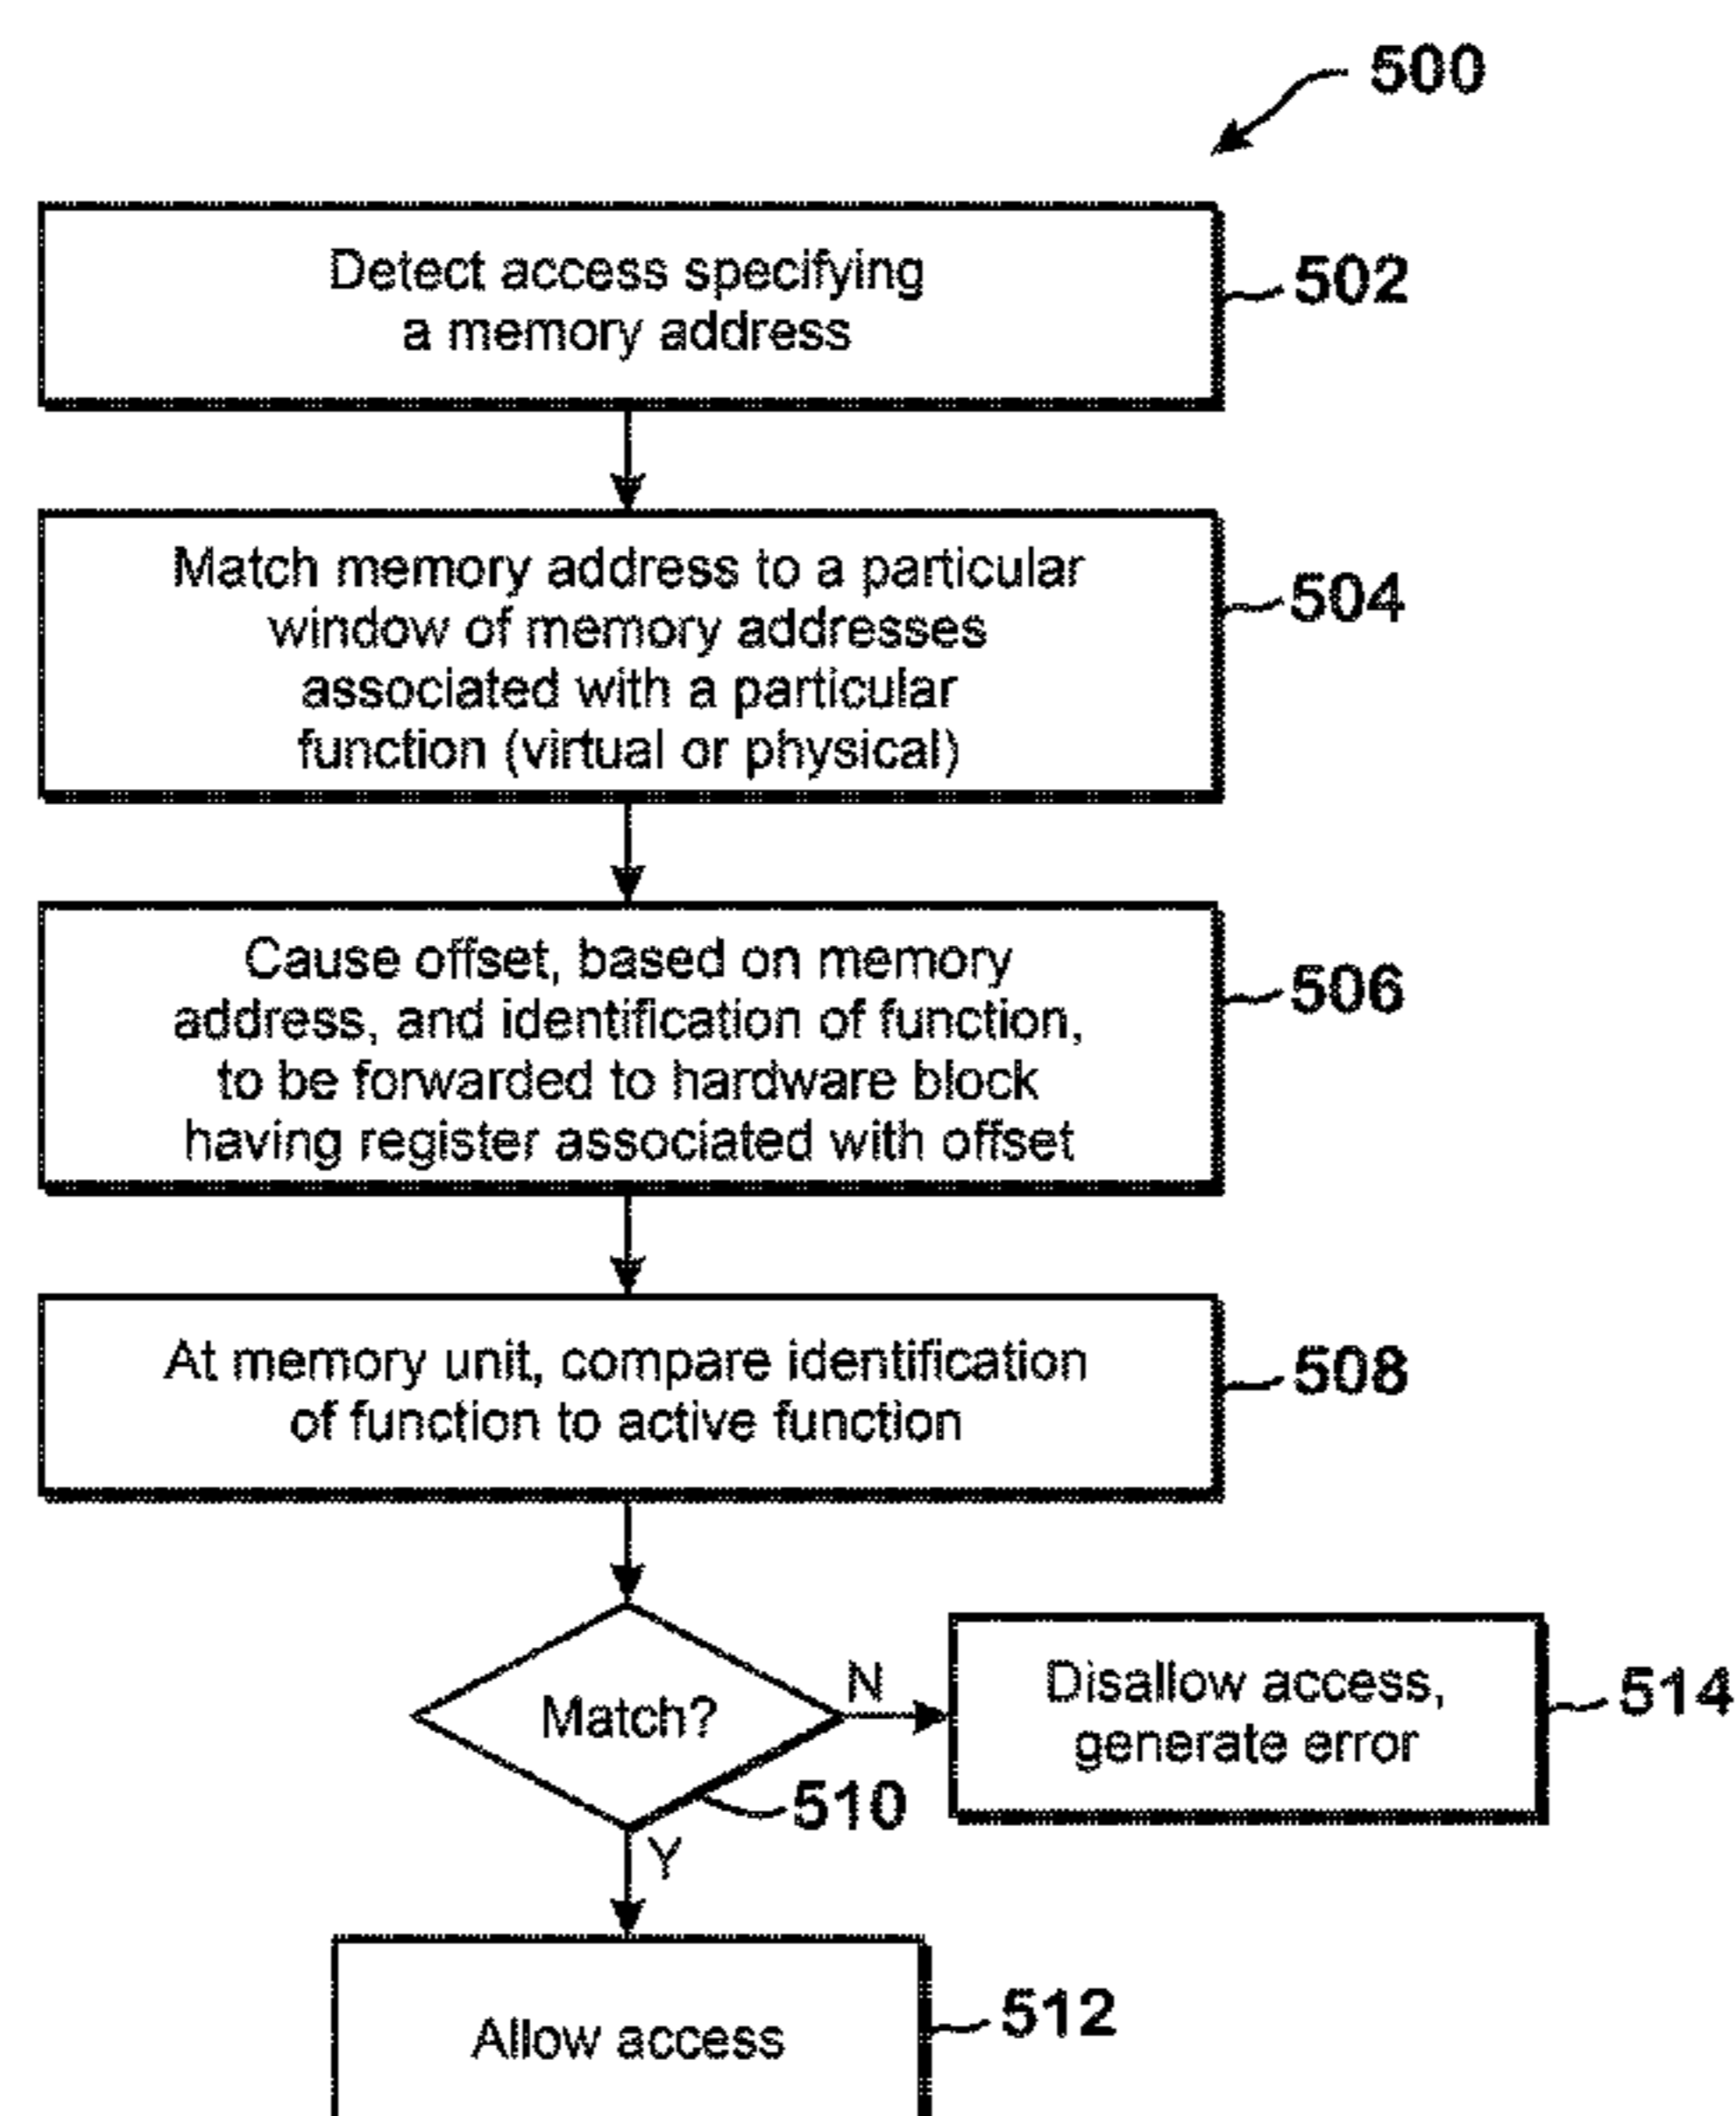 500
Detect access specifying
a memory address
502
Match memory address to a particular
window of memory addresses
associated with a particular
function (virtual or physical)
504
Cause offset, based on memory
address, and identification of function,
to be forwarded to hardware block
having register associated with offset
506
At memory unit, compare identification
of function to active function
508
Match?
N
510
Y
Disallow access,
generate error
514
Allow access
512